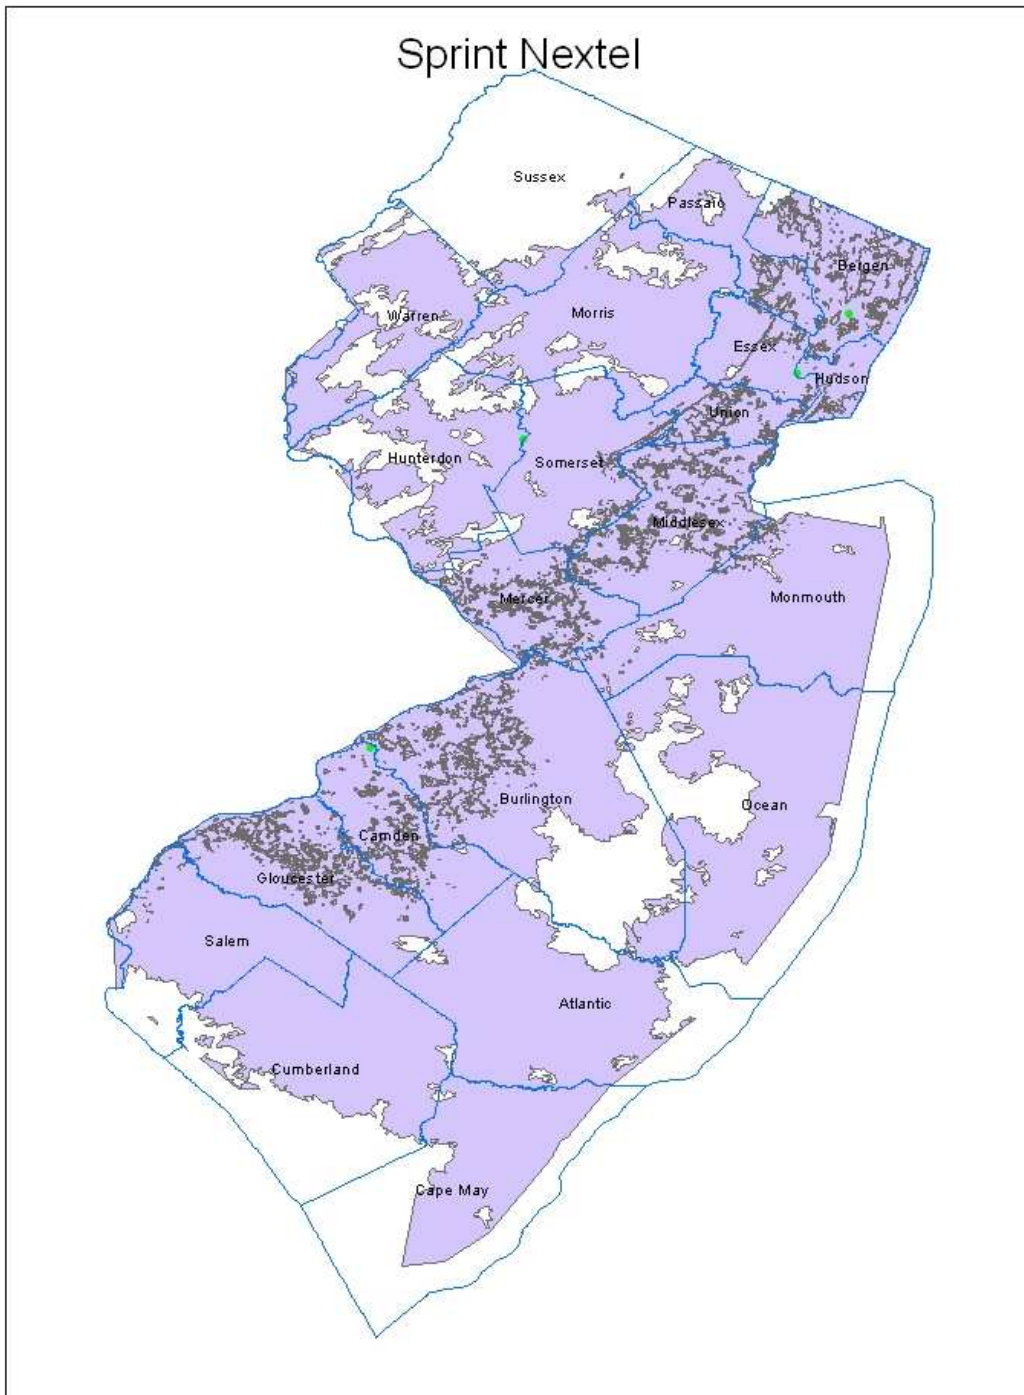 Sprint Nextel
Sussex
Passaic
Bergen
Warren
Morris
Essex
Hudson
Union
Hunterdon
Somerset
Middlesex
Mercer
Monmouth
Burlington
Ocean
Camden
Gloucester
Salem
Atlantic
Cumberland
Cape May